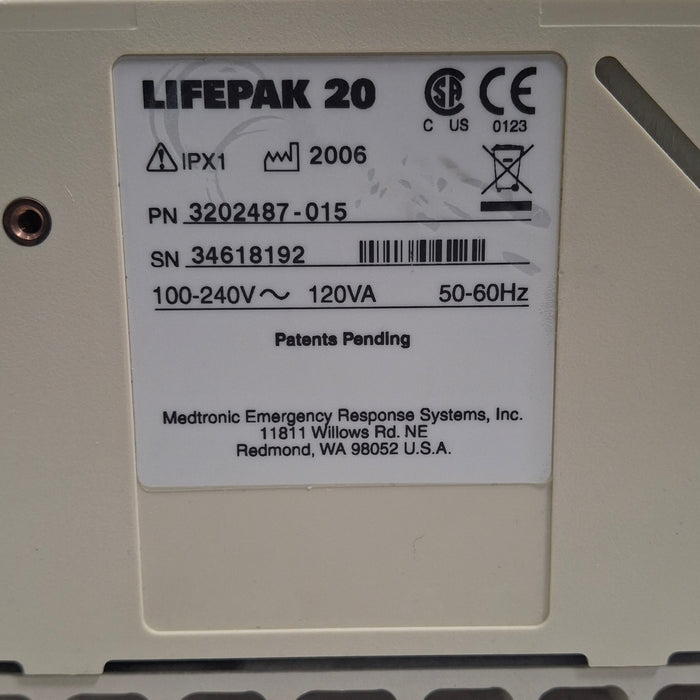 LIFEPAK 20
C US 0123
IPX1 2006
PN 3202487-015
SN 34618192
100-240V~ 120VA 50-60Hz
Patents Pending
Medtronic Emergency Response Systems, Inc.
11811 Willows Rd. NE
Redmond, WA 98052 U.S.A.